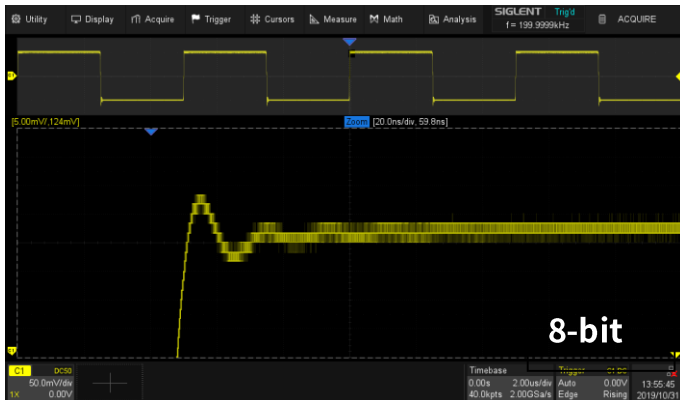 Utility Display Acquire Trigger Cursors Measure Math Analysis SIGLENT Trig'd ACQUIRE
f = 199.9999kHz
[5.00mV/,124mV] Zoom [20.0ns/div, 59.8ns]
8-bit
C1 DC50 Timebase Trigger C1 DC
50.0mV/div 0.00s 2.00us/div Auto 0.00V 13:55:45
1X 0.00V 40.0kpts 2.00GSa/s Edge Rising 2019/10/31